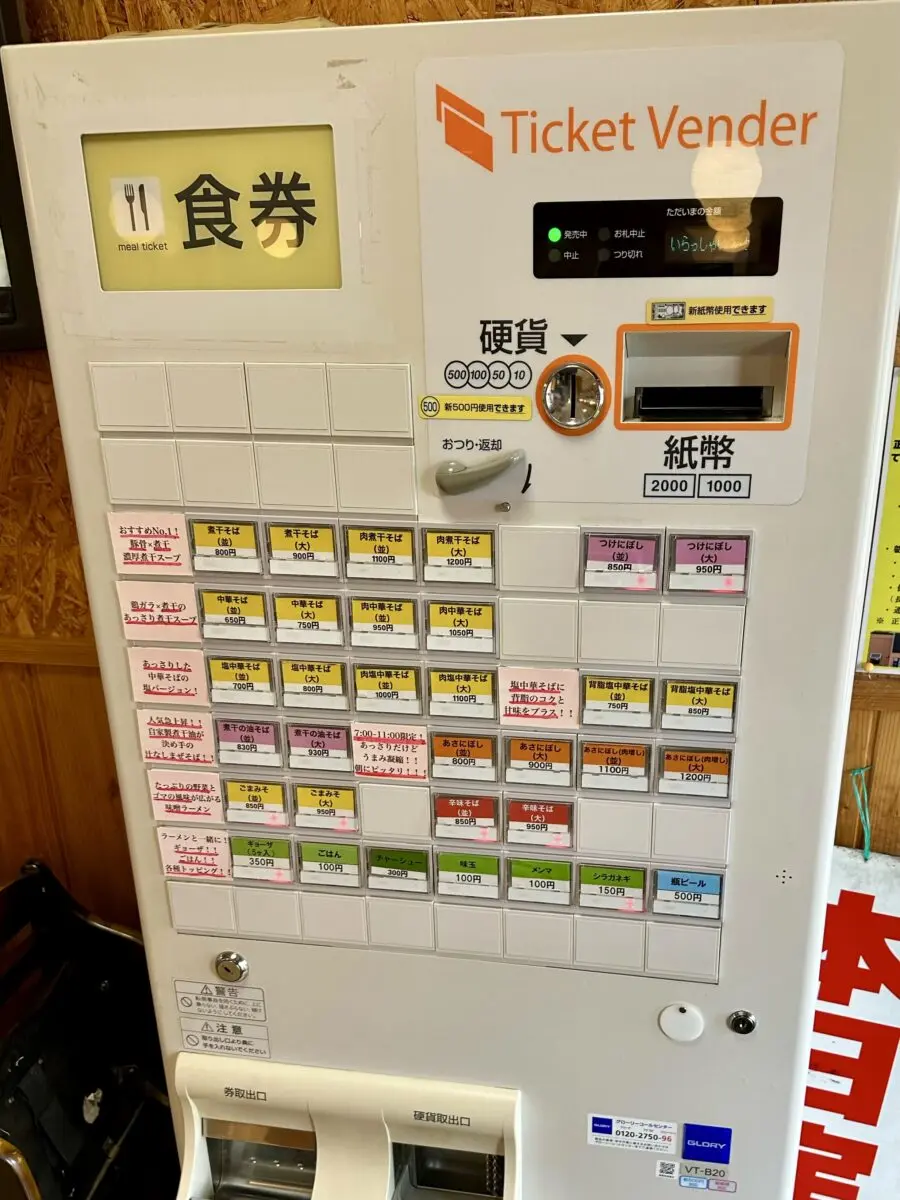 食券
meal ticket
Ticket Vender
ただいまの金額
発売中
お札中止
中止
つり切れ
新紙幣使用できます
硬貨
500 100 50 10
500 新500円使用できます
おつり・返却
紙幣
2000 1000
おすすめNo.1!
豚骨×煮干
濃厚煮干スープ
煮干そば
(並)
800円
煮干そば
(大)
900円
肉煮干そば
(並)
1100円
肉煮干そば
(大)
1200円
つけにぼし
(並)
850円
つけにぼし
(大)
950円
鶏ガラ×煮干の
あっさり煮干スープ
中華そば
(並)
650円
中華そば
(大)
750円
肉中華そば
(並)
950円
肉中華そば
(大)
1050円
あっさりした
中華そばの
塩バージョン!
塩中華そば
(並)
700円
塩中華そば
(大)
800円
肉塩中華そば
(並)
1000円
肉塩中華そば
(大)
1100円
塩中華そばに
背脂のコクと
甘味をプラス!!
背脂塩中華そば
(並)
750円
背脂塩中華そば
(大)
850円
人気急上昇!!
自家製煮干油が
決め手の
汁なしまぜそば!
煮干の油そば
(並)
830円
煮干の油そば
(大)
930円
7:00-11:00限定!
あっさりだけど
うまみ凝縮!!
朝にピッタリ!!!
あさにぼし
(並)
800円
あさにぼし
(大)
900円
あさにぼし(肉増し)
(並)
1100円
あさにぼし(肉増し)
(大)
1200円
たっぷりの野菜と
ゴマの風味が広がる
味噌ラーメン
ごまみそ
(並)
850円
ごまみそ
(大)
950円
辛味そば
(並)
850円
辛味そば
(大)
950円
ラーメンと一緒に!
ギョーザ!!
ごはん!!
各種トッピング!
ギョーザ
(5ヶ入)
350円
ごはん
100円
チャーシュー
300円
味玉
100円
メンマ
100円
シラガネギ
150円
瓶ビール
500円
警告
注意
取り出し口より奥に
手を入れないでください
券取出口
硬貨取出口
グローリーコールセンター
0120-2750-96
GLORY
VT-B20
本日